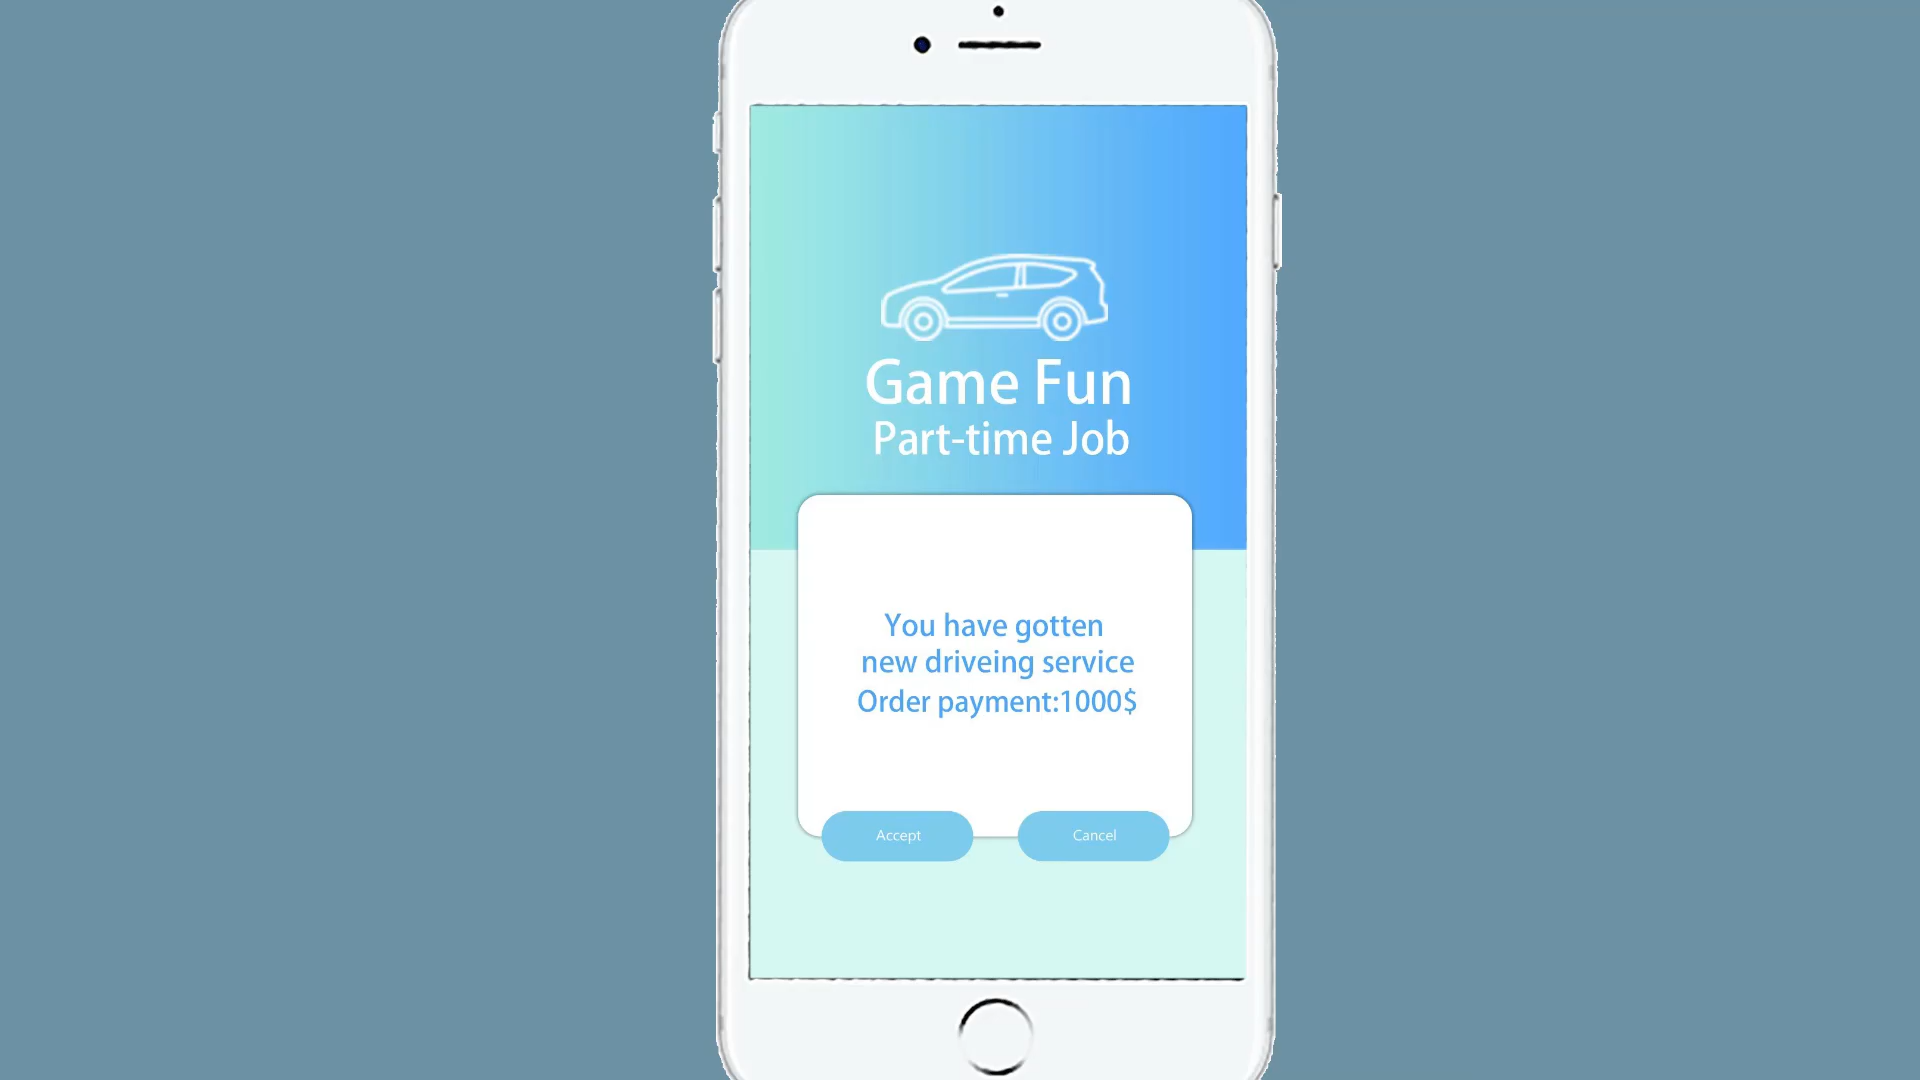 Game Fun
Part-time Job
You have gotten
new driveing service
Order payment:1000$
Accept
Cancel